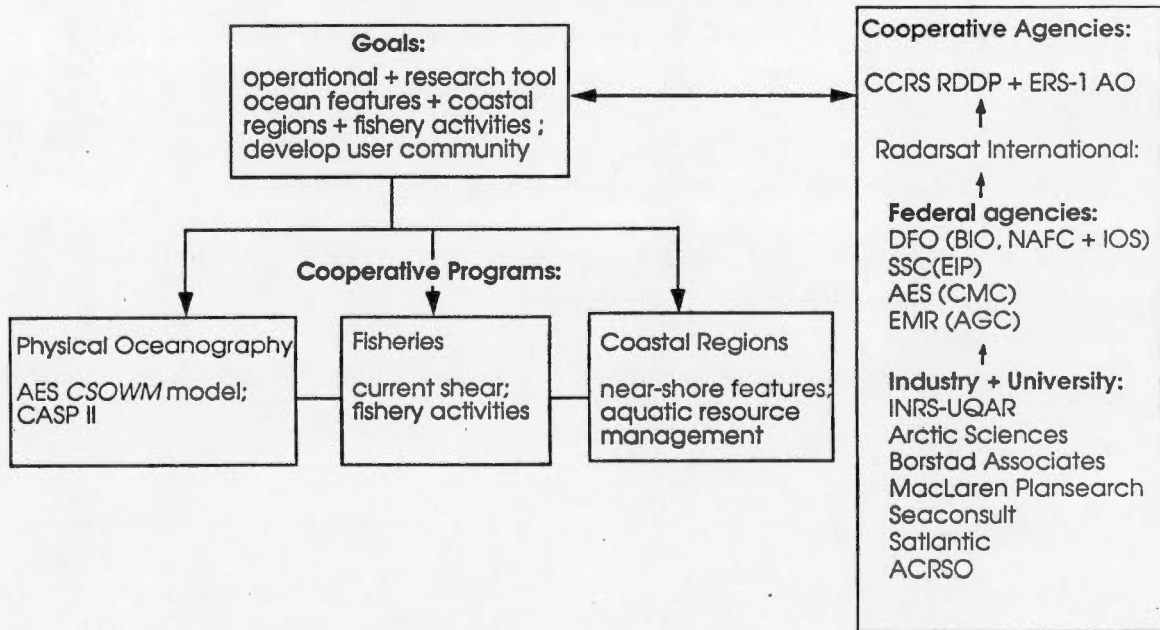 Goals:
operational + research tool
ocean features + coastal
regions + fishery activities ;
develop user community
Cooperative Programs:
Physical Oceanography
AES CSOWM model;
CASP II
Fisheries
current shear;
fishery activities
Coastal Regions
near-shore features;
aquatic resource
management
Cooperative Agencies:
CCRS RDDP + ERS-1 AO
Radarsat International:
Federal agencies:
DFO (BIO, NAFC + IOS)
SSC(EIP)
AES (CMC)
EMR (AGC)
Industry + University:
INRS-UQAR
Arctic Sciences
Borstad Associates
MacLaren Plansearch
Seaconsult
Satlantic
ACRSO